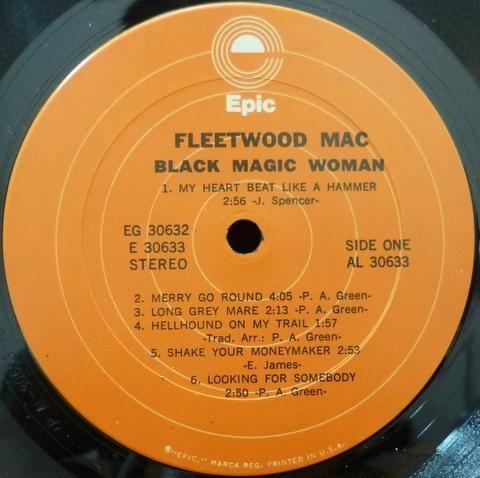 Epic
FLEETWOOD MAC
BLACK MAGIC WOMAN
1. MY HEART BEAT LIKE A HAMMER
2:56 -J. Spencer-
EG 30632
E 30633
STEREO
SIDE ONE
AL 30633
2. MERRY GO ROUND 4:05 -P. A. Green-
3. LONG GREY MARE 2:13 -P. A. Green-
4. HELLHOUND ON MY TRAIL 1:57
-Trad. Arr.: P. A. Green-
5. SHAKE YOUR MONEYMAKER 2:53
-E. James-
6. LOOKING FOR SOMEBODY
2:50 -P. A. Green-
"EPIC," MARCA REG. PRINTED IN U.S.A.